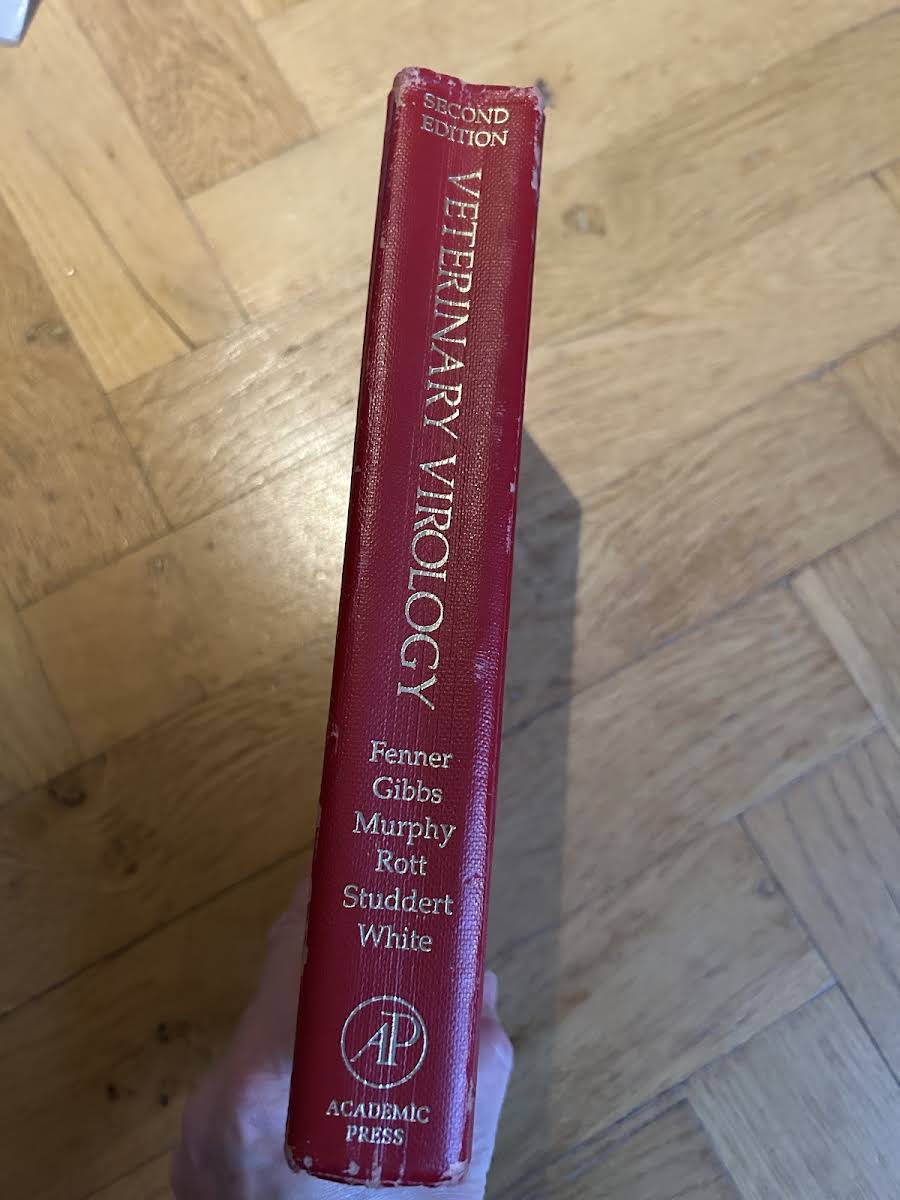 SECOND
EDITION
VETERINARY VIROLOGY
Fenner
Gibbs
Murphy
Rott
Studdert
White
AP
ACADEMIC
PRESS